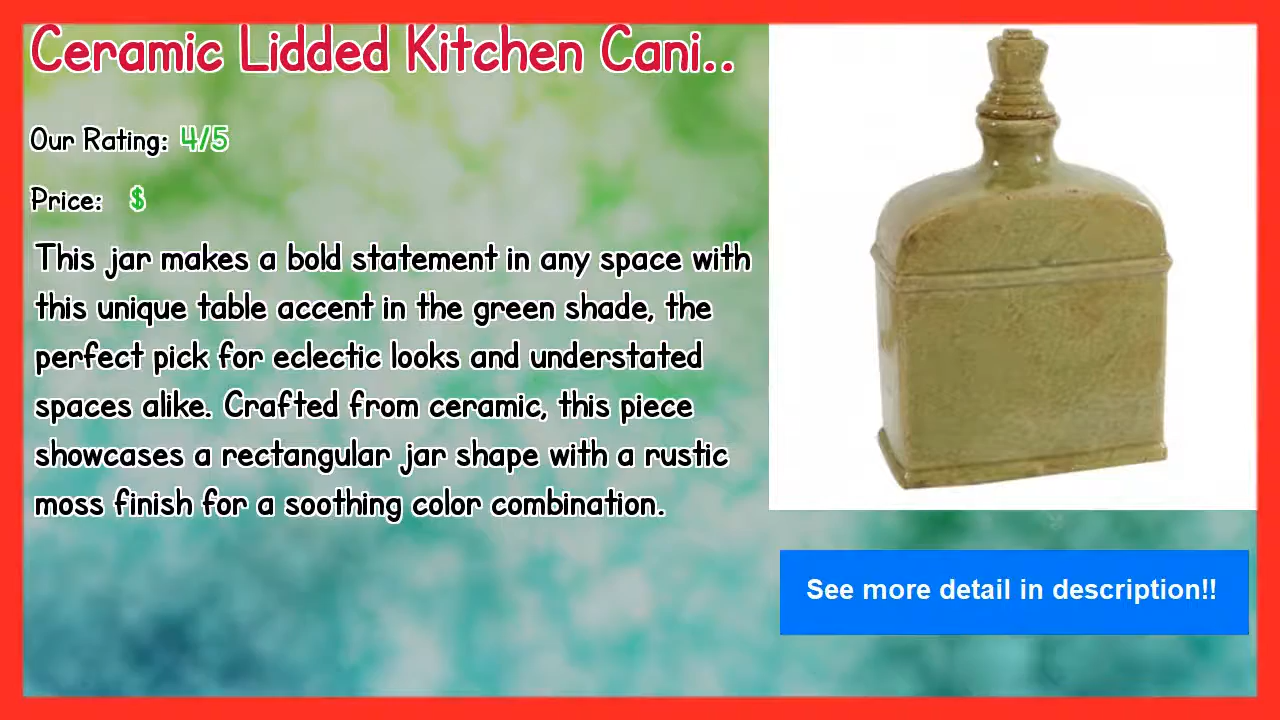 Ceramic Lidded Kitchen Cani..
Our Rating: 4/5
Price: $
This jar makes a bold statement in any space with
this unique table accent in the green shade, the
perfect pick for eclectic looks and understated
spaces alike. Crafted from ceramic, this piece
showcases a rectangular jar shape with a rustic
moss finish for a soothing color combination.
See more detail in description!!